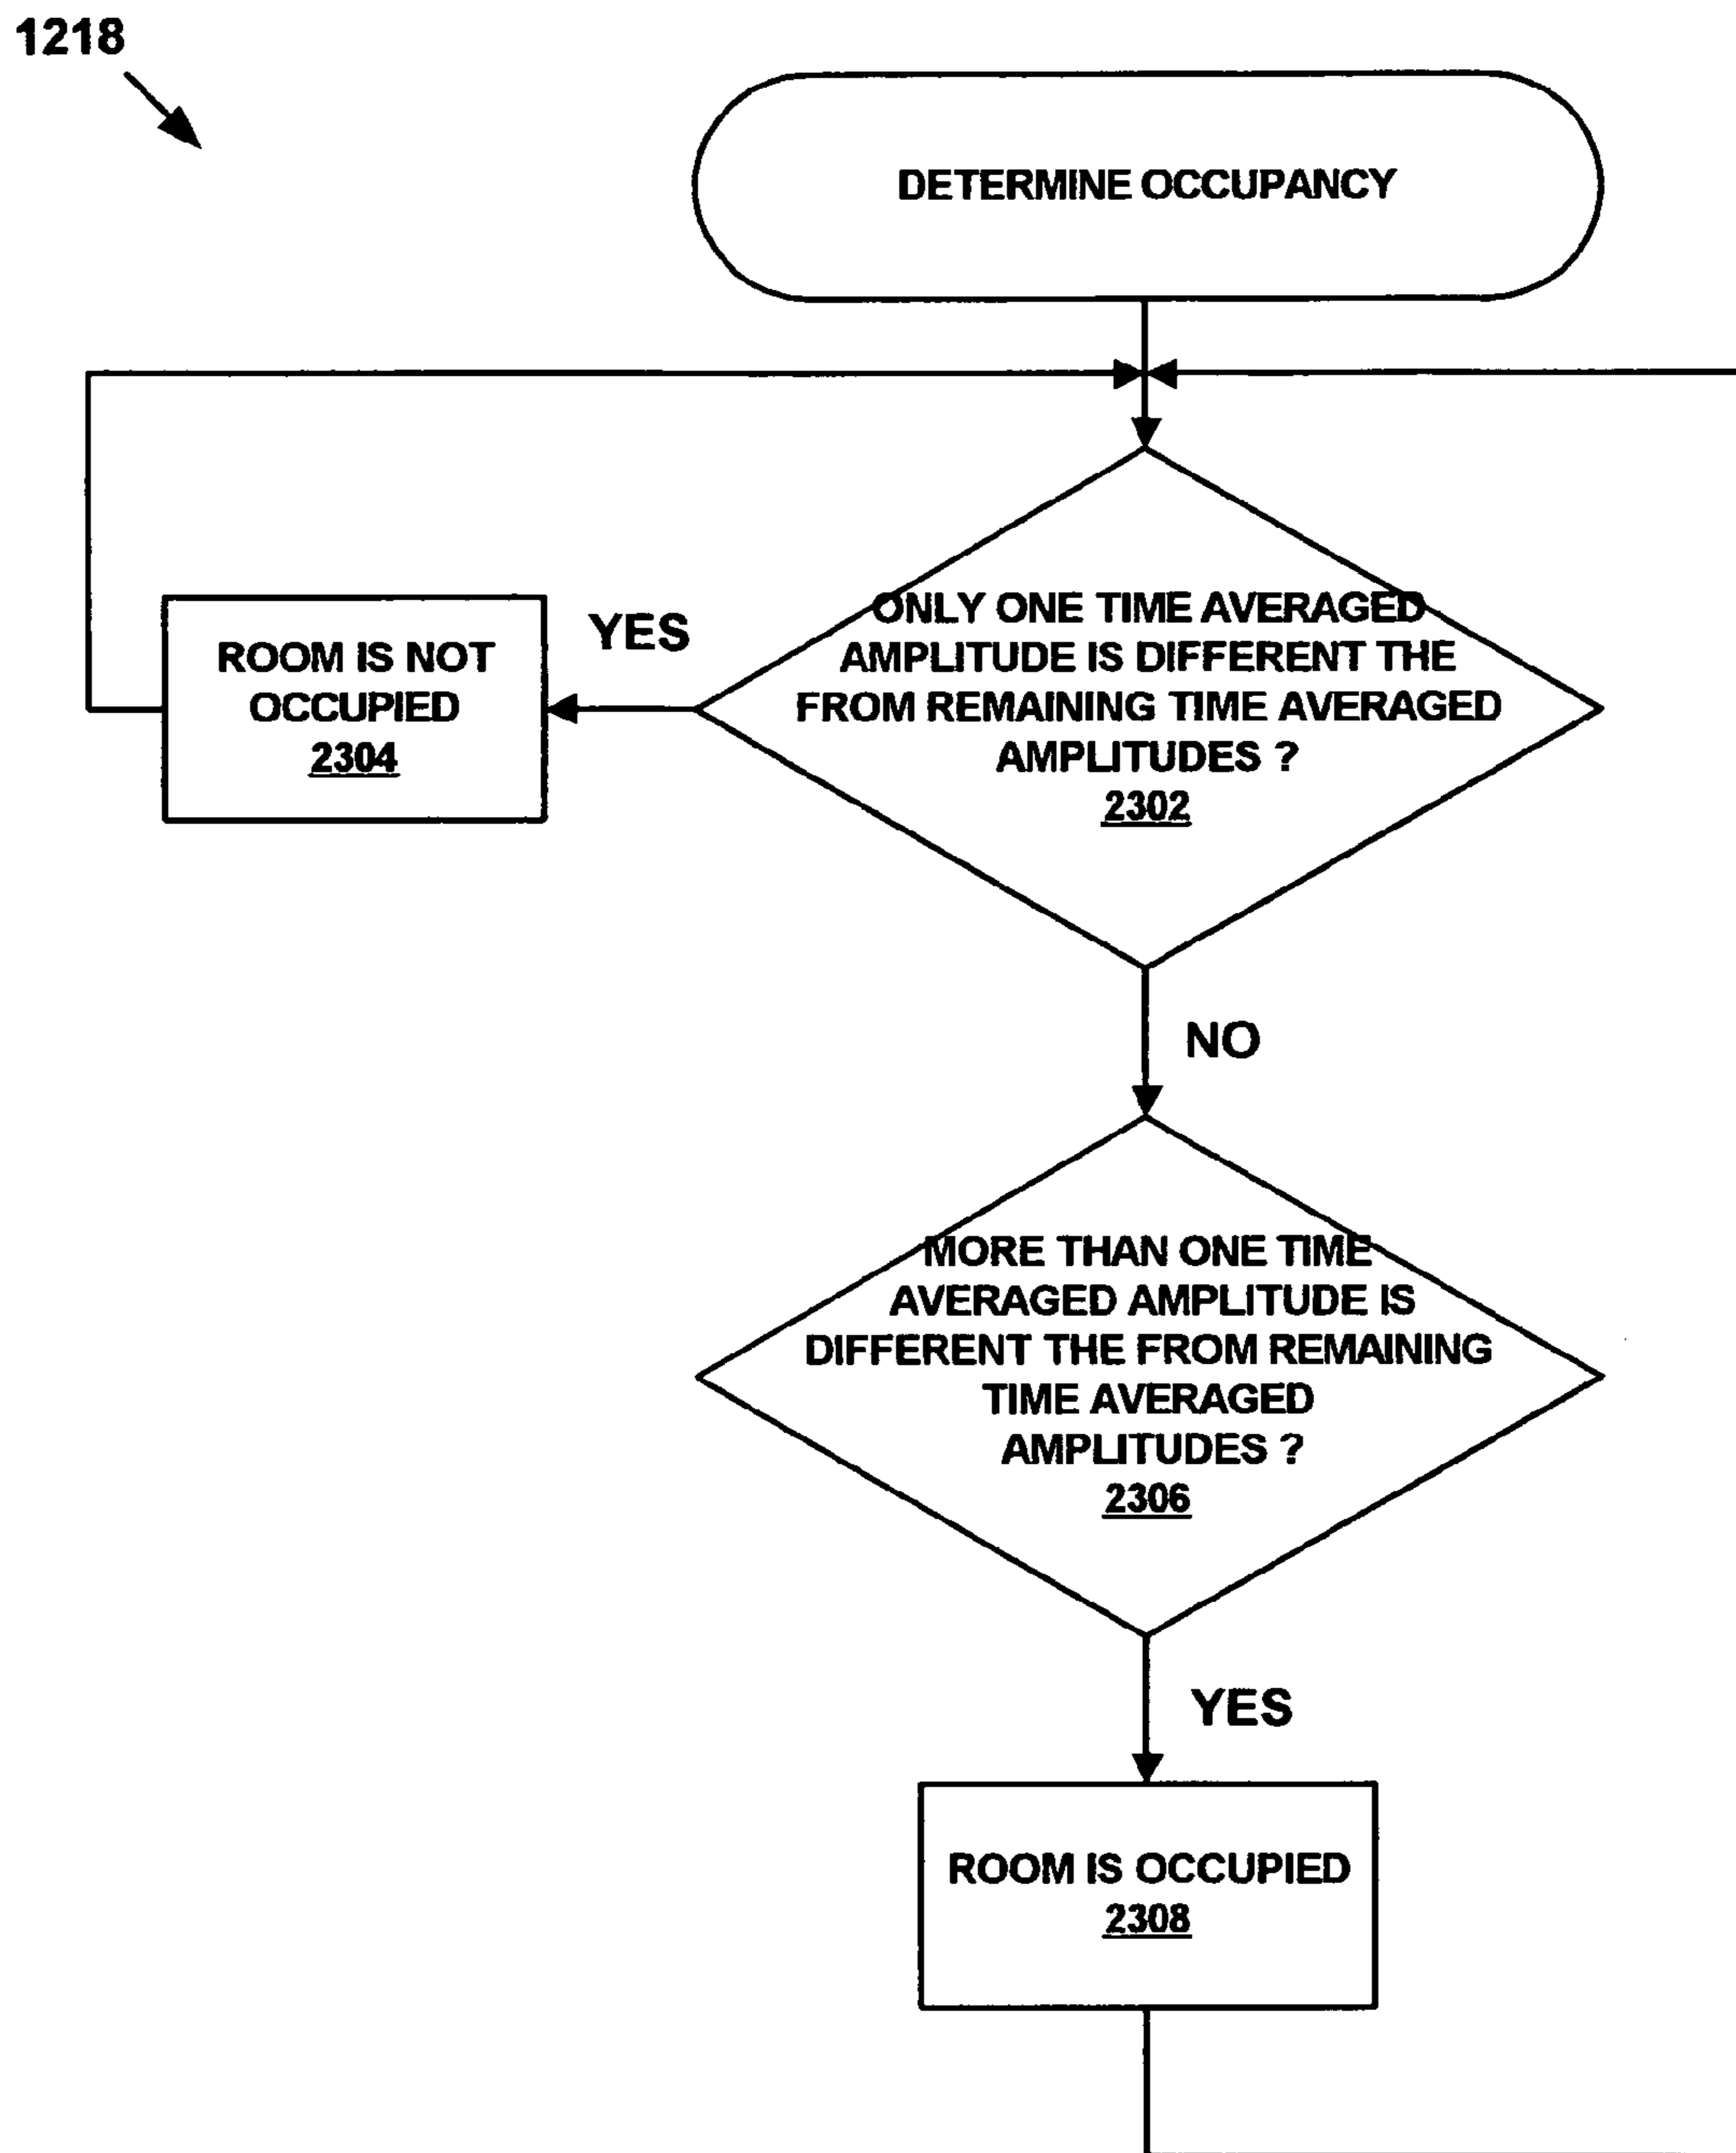 1218
DETERMINE OCCUPANCY
ONLY ONE TIME AVERAGED
AMPLITUDE IS DIFFERENT THE
FROM REMAINING TIME AVERAGED
AMPLITUDES ?
2302
YES
ROOM IS NOT
OCCUPIED
2304
NO
MORE THAN ONE TIME
AVERAGED AMPLITUDE IS
DIFFERENT THE FROM REMAINING
TIME AVERAGED
AMPLITUDES ?
2306
YES
ROOM IS OCCUPIED
2308